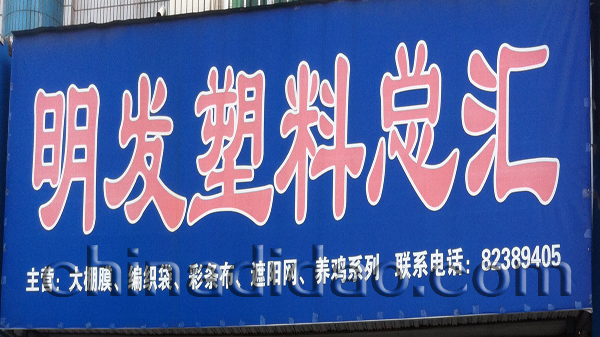 明发塑料总汇
主营：大棚膜、编织袋、彩条布、遮阳网、养鸡系列 联系电话：82389405
chinadidao.com